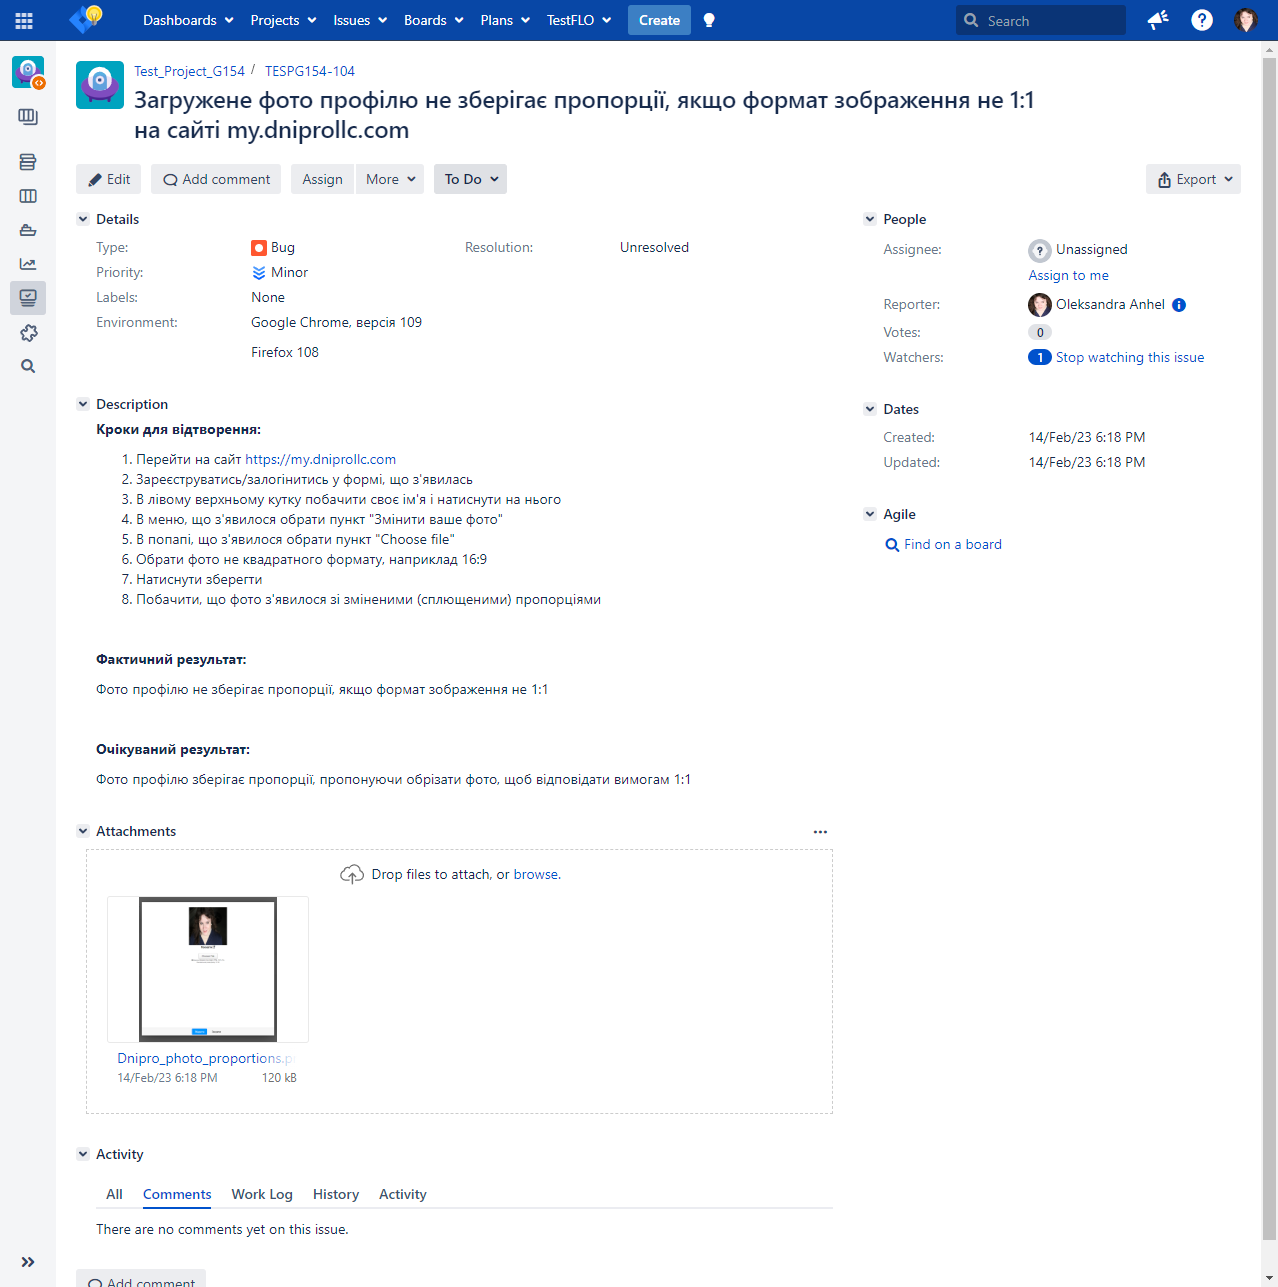 Dashboards Projects Issues Boards Plans TestFLO Create Search
Test_Project_G154 / TESPG154-104
Загружене фото профілю не зберігає пропорції, якщо формат зображення не 1:1
на сайті my.dniprollc.com
Edit Add comment Assign More To Do Export
Details
Type: Bug Resolution: Unresolved
Priority: Minor
Labels: None
Environment: Google Chrome, версія 109
Firefox 108
People
Assignee: Unassigned
Assign to me
Reporter: Oleksandra Anhel
Votes: 0
Watchers: 1 Stop watching this issue
Description
Кроки для відтворення:
1. Перейти на сайт https://my.dniprollc.com
2. Зареєструватись/залогінитись у формі, що з'явилась
3. В лівому верхньому кутку побачити своє ім'я і натиснути на нього
4. В меню, що з'явилося обрати пункт "Змінити ваше фото"
5. В попапі, що з'явилося обрати пункт "Choose file"
6. Обрати фото не квадратного формату, наприклад 16:9
7. Натиснути зберегти
8. Побачити, що фото з'явилося зі зміненими (сплющеними) пропорціями
Dates
Created: 14/Feb/23 6:18 PM
Updated: 14/Feb/23 6:18 PM
Agile
Find on a board
Фактичний результат:
Фото профілю не зберігає пропорції, якщо формат зображення не 1:1
Очікуваний результат:
Фото профілю зберігає пропорції, пропонуючи обрізати фото, щоб відповідати вимогам 1:1
Attachments
Drop files to attach, or browse.
Dnipro_photo_proportions.p
14/Feb/23 6:18 PM 120 kB
Activity
All Comments Work Log History Activity
There are no comments yet on this issue.
Add comment